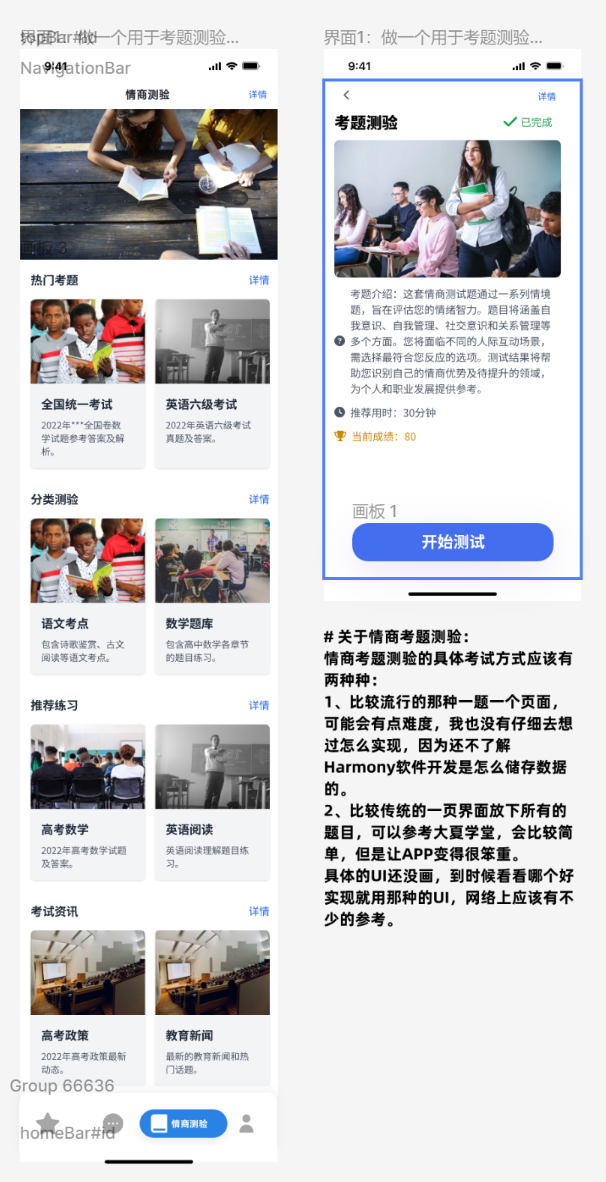 界面1：做一个用于考题测验...
topBar#id
NavigationBar
9:41
情商测验
详情
画板 3
热门考题
详情
全国统一考试
2022年***全国卷数
学试题参考答案及解
析。
英语六级考试
2022年英语六级考试
真题及答案。
分类测验
详情
语文考点
包含诗歌鉴赏、古文
阅读等语文考点。
数学题库
包含高中数学各章节
的题目练习。
推荐练习
详情
高考数学
2022年高考数学试题
及答案。
英语阅读
英语阅读理解题目练
习。
考试资讯
详情
高考政策
2022年高考政策最新
动态。
教育新闻
最新的教育新闻和热
门话题。
Group 66636
情商测验
homeBar#id
界面1：做一个用于考题测验...
9:41
详情
考题测验
已完成
考题介绍：这套情商测试题通过一系列情境
题，旨在评估您的情绪智力。题目将涵盖自
我意识、自我管理、社交意识和关系管理等
多个方面。您将面临不同的人际互动场景，
需选择最符合您反应的选项。测试结果将帮
助您识别自己的情商优势及待提升的领域，
为个人和职业发展提供参考。
推荐用时：30分钟
当前成绩：80
画板 1
开始测试
# 关于情商考题测验：
情商考题测验的具体考试方式应该有
两种种：
1、比较流行的那种一题一个页面，
可能会有点难度，我也没有仔细去想
过怎么实现，因为还不了解
Harmony软件开发是怎么储存数据
的。
2、比较传统的一页界面放下所有的
题目，可以参考大夏学堂，会比较简
单，但是让APP变得很笨重。
具体的UI还没画，到时候看看哪个好
实现就用那种的UI，网络上应该有不
少的参考。